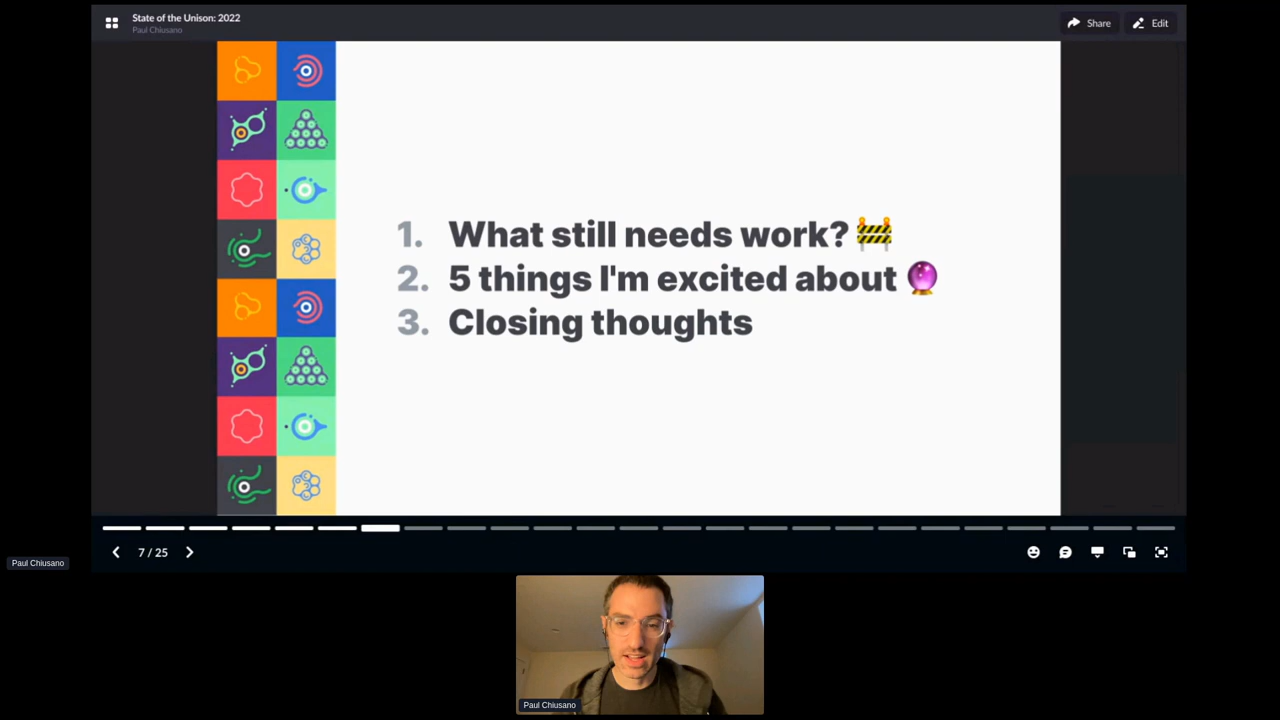 State of the Unison: 2022
Paul Chiusano
Share
Edit
1. What still needs work? 🚧
2. 5 things I'm excited about 🔮
3. Closing thoughts
7 / 25
Paul Chiusano
Paul Chiusano